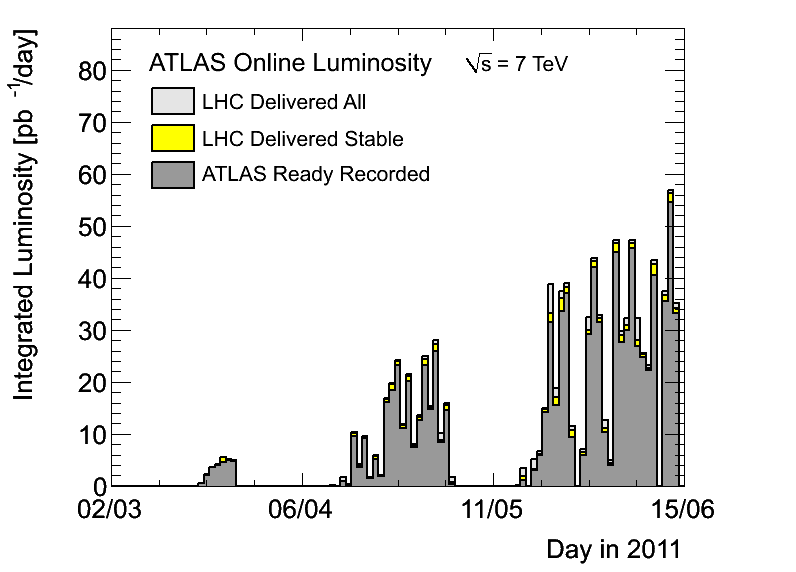 Integrated Luminosity [pb⁻¹/day]
ATLAS Online Luminosity √s = 7 TeV
LHC Delivered All
LHC Delivered Stable
ATLAS Ready Recorded
80
70
60
50
40
30
20
10
0
02/03 06/04 11/05 15/06
Day in 2011